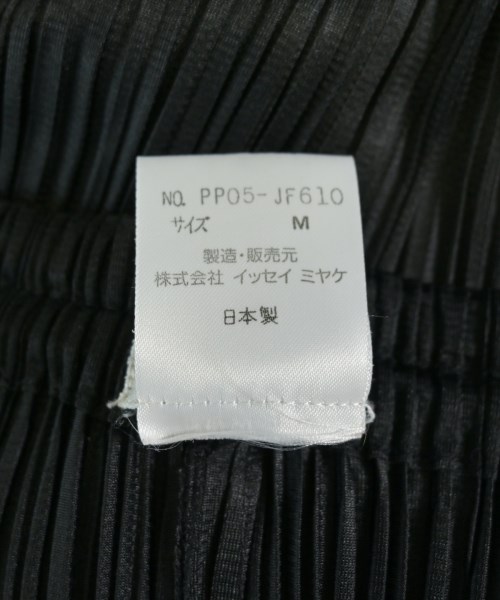 NO. PP05-JF610
サイズ M
製造・販売元
株式会社 イッセイ ミヤケ
日本製